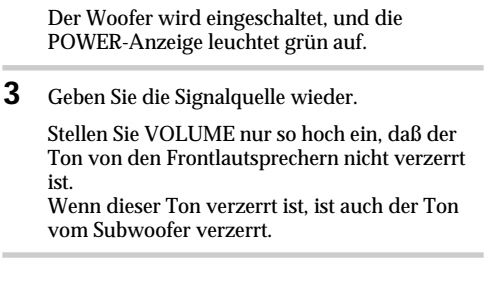 Der Woofer wird eingeschaltet, und die
POWER-Anzeige leuchtet grün auf.
3 Geben Sie die Signalquelle wieder.
Stellen Sie VOLUME nur so hoch ein, daß der
Ton von den Frontlautsprechern nicht verzerrt
ist.
Wenn dieser Ton verzerrt ist, ist auch der Ton
vom Subwoofer verzerrt.